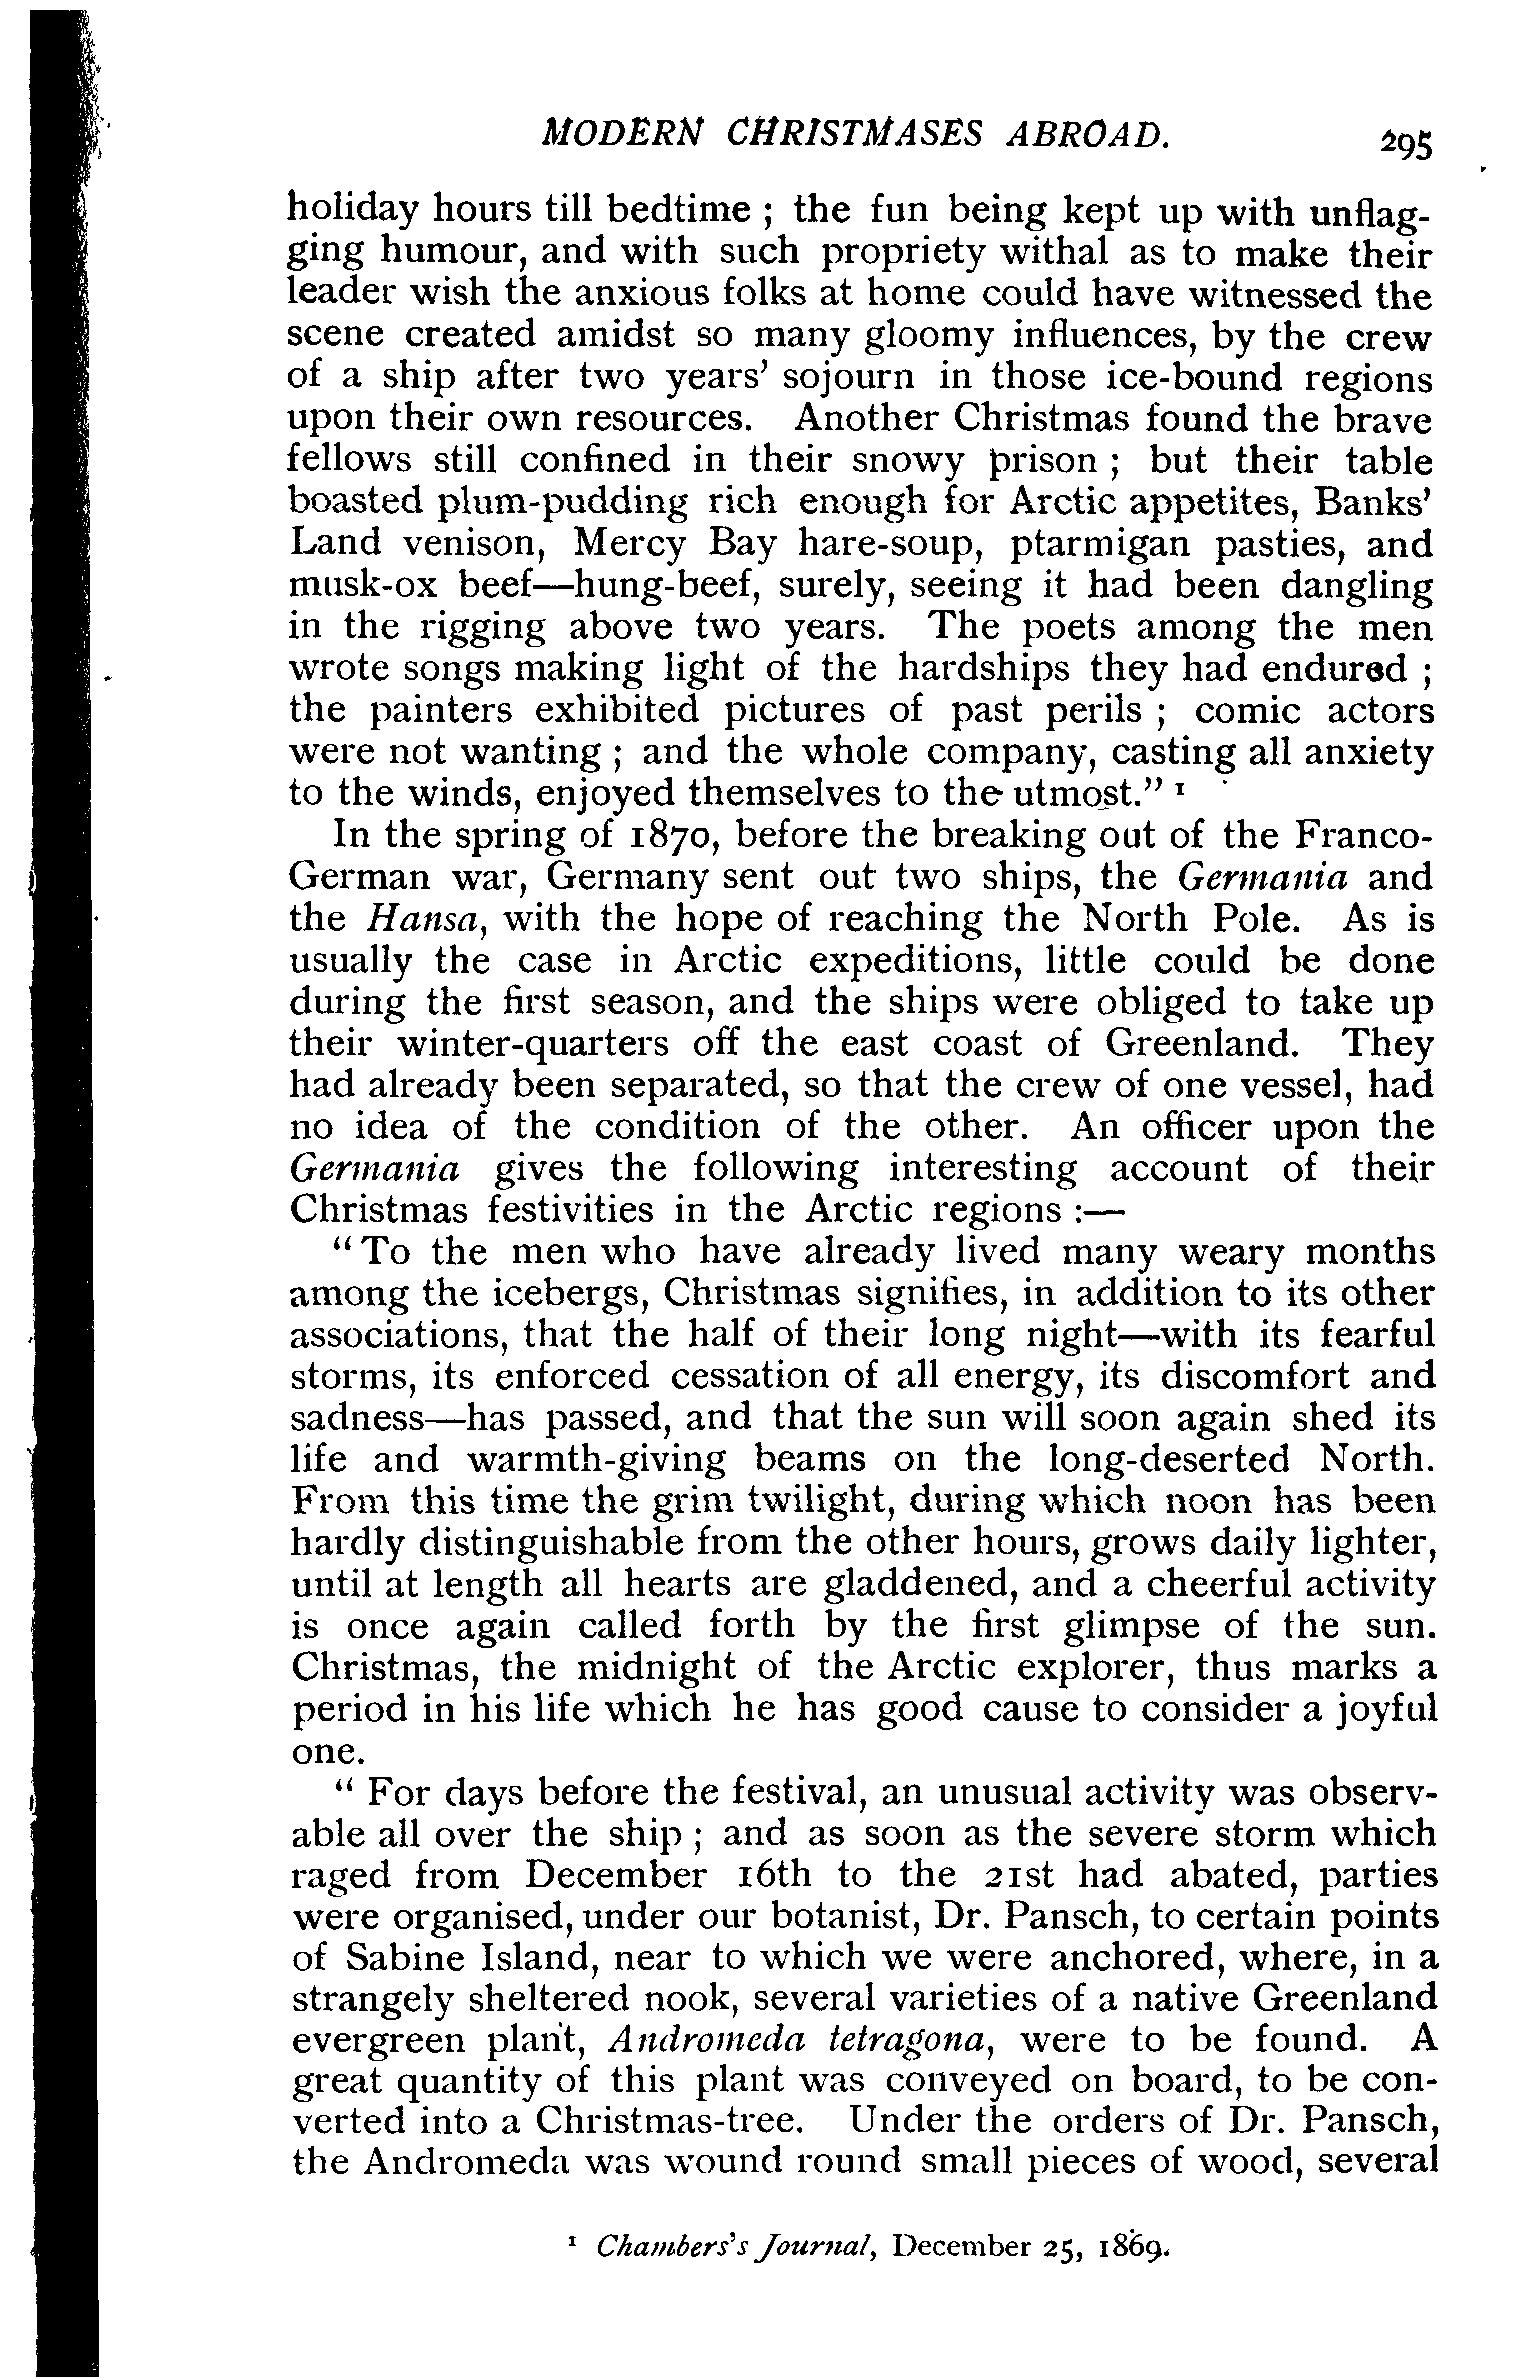 MODERN CHRISTMASES ABROAD. 295
holiday hours till bedtime ; the fun being kept up with unflag-
ging humour, and with such propriety withal as to make their
leader wish the anxious folks at home could have witnessed the
scene created amidst so many gloomy influences, by the crew
of a ship after two years’ sojourn in those ice-bound regions
upon their own resources. Another Christmas found the brave
fellows still confined in their snowy prison ; but their table
boasted plum-pudding rich enough for Arctic appetites, Banks’
Land venison, Mercy Bay hare-soup, ptarmigan pasties, and
musk-ox beef—hung-beef, surely, seeing it had been dangling
in the rigging above two years. The poets among the men
wrote songs making light of the hardships they had endured ;
the painters exhibited pictures of past perils ; comic actors
were not wanting ; and the whole company, casting all anxiety
to the winds, enjoyed themselves to the utmost.” ¹
In the spring of 1870, before the breaking out of the Franco-
German war, Germany sent out two ships, the Germania and
the Hansa, with the hope of reaching the North Pole. As is
usually the case in Arctic expeditions, little could be done
during the first season, and the ships were obliged to take up
their winter-quarters off the east coast of Greenland. They
had already been separated, so that the crew of one vessel, had
no idea of the condition of the other. An officer upon the
Germania gives the following interesting account of their
Christmas festivities in the Arctic regions :—
“ To the men who have already lived many weary months
among the icebergs, Christmas signifies, in addition to its other
associations, that the half of their long night—with its fearful
storms, its enforced cessation of all energy, its discomfort and
sadness—has passed, and that the sun will soon again shed its
life and warmth-giving beams on the long-deserted North.
From this time the grim twilight, during which noon has been
hardly distinguishable from the other hours, grows daily lighter,
until at length all hearts are gladdened, and a cheerful activity
is once again called forth by the first glimpse of the sun.
Christmas, the midnight of the Arctic explorer, thus marks a
period in his life which he has good cause to consider a joyful
one.
“ For days before the festival, an unusual activity was observ-
able all over the ship ; and as soon as the severe storm which
raged from December 16th to the 21st had abated, parties
were organised, under our botanist, Dr. Pansch, to certain points
of Sabine Island, near to which we were anchored, where, in a
strangely sheltered nook, several varieties of a native Greenland
evergreen plant, Andromeda tetragona, were to be found. A
great quantity of this plant was conveyed on board, to be con-
verted into a Christmas-tree. Under the orders of Dr. Pansch,
the Andromeda was wound round small pieces of wood, several
¹ Chambers’s Journal, December 25, 1869.